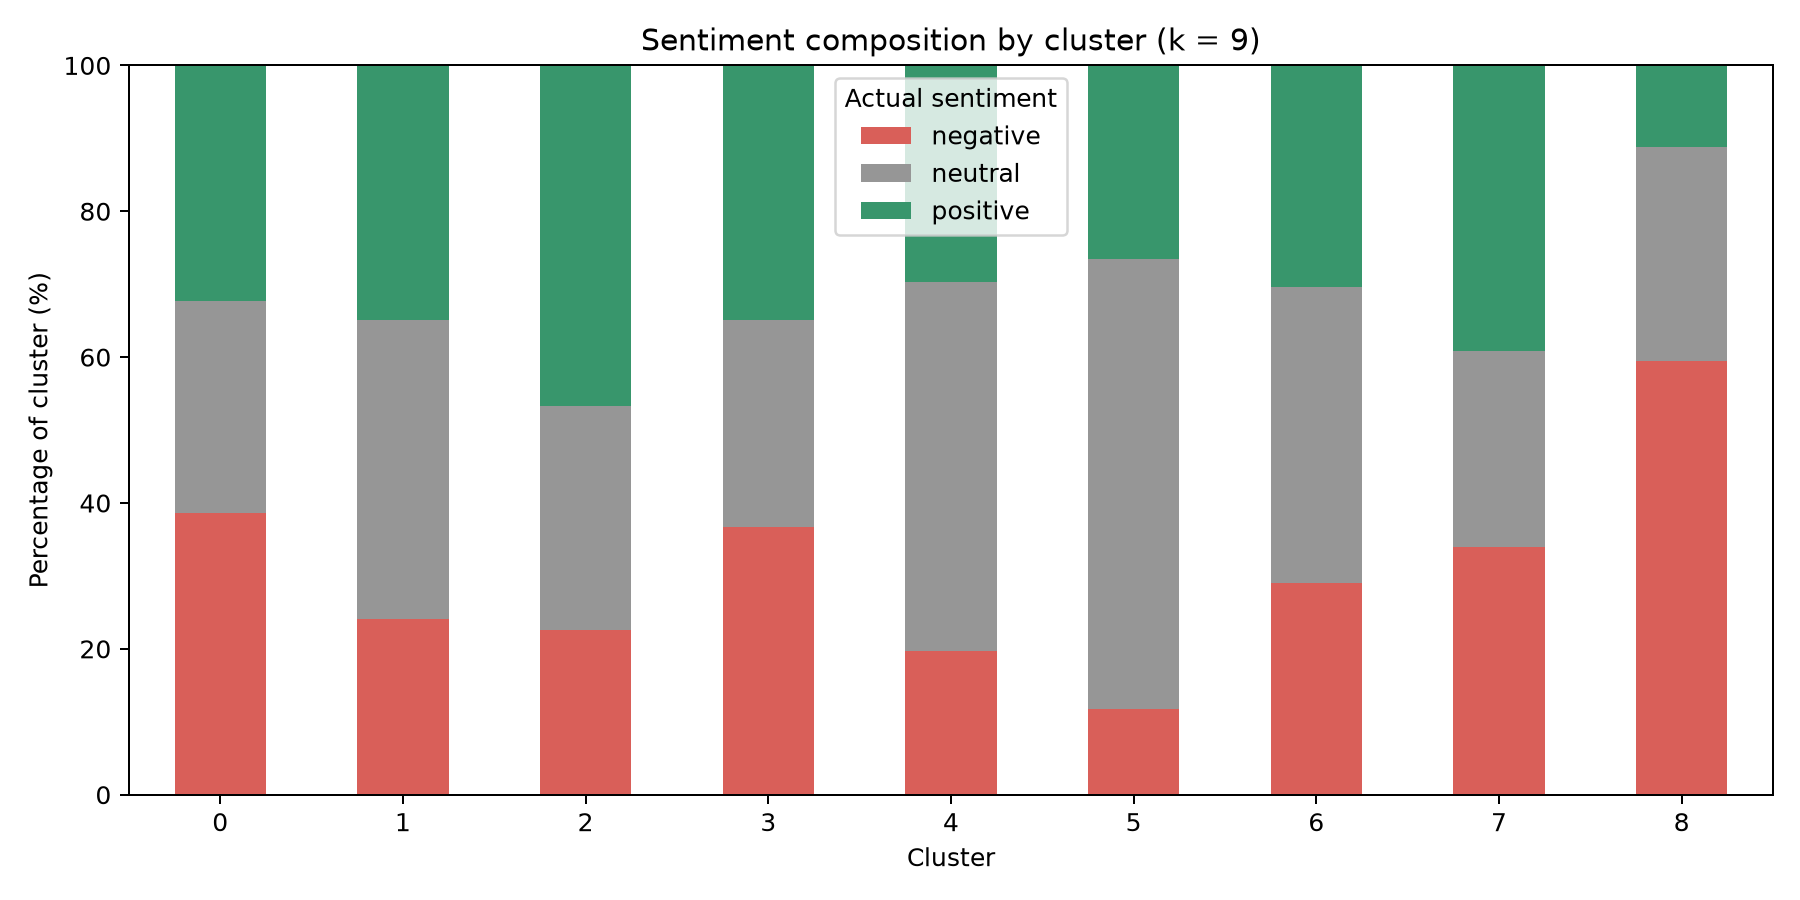 Sentiment composition by cluster (k = 9)
Percentage of cluster (%)
100
80
60
40
20
0
Actual sentiment
negative
neutral
positive
0 1 2 3 4 5 6 7 8
Cluster